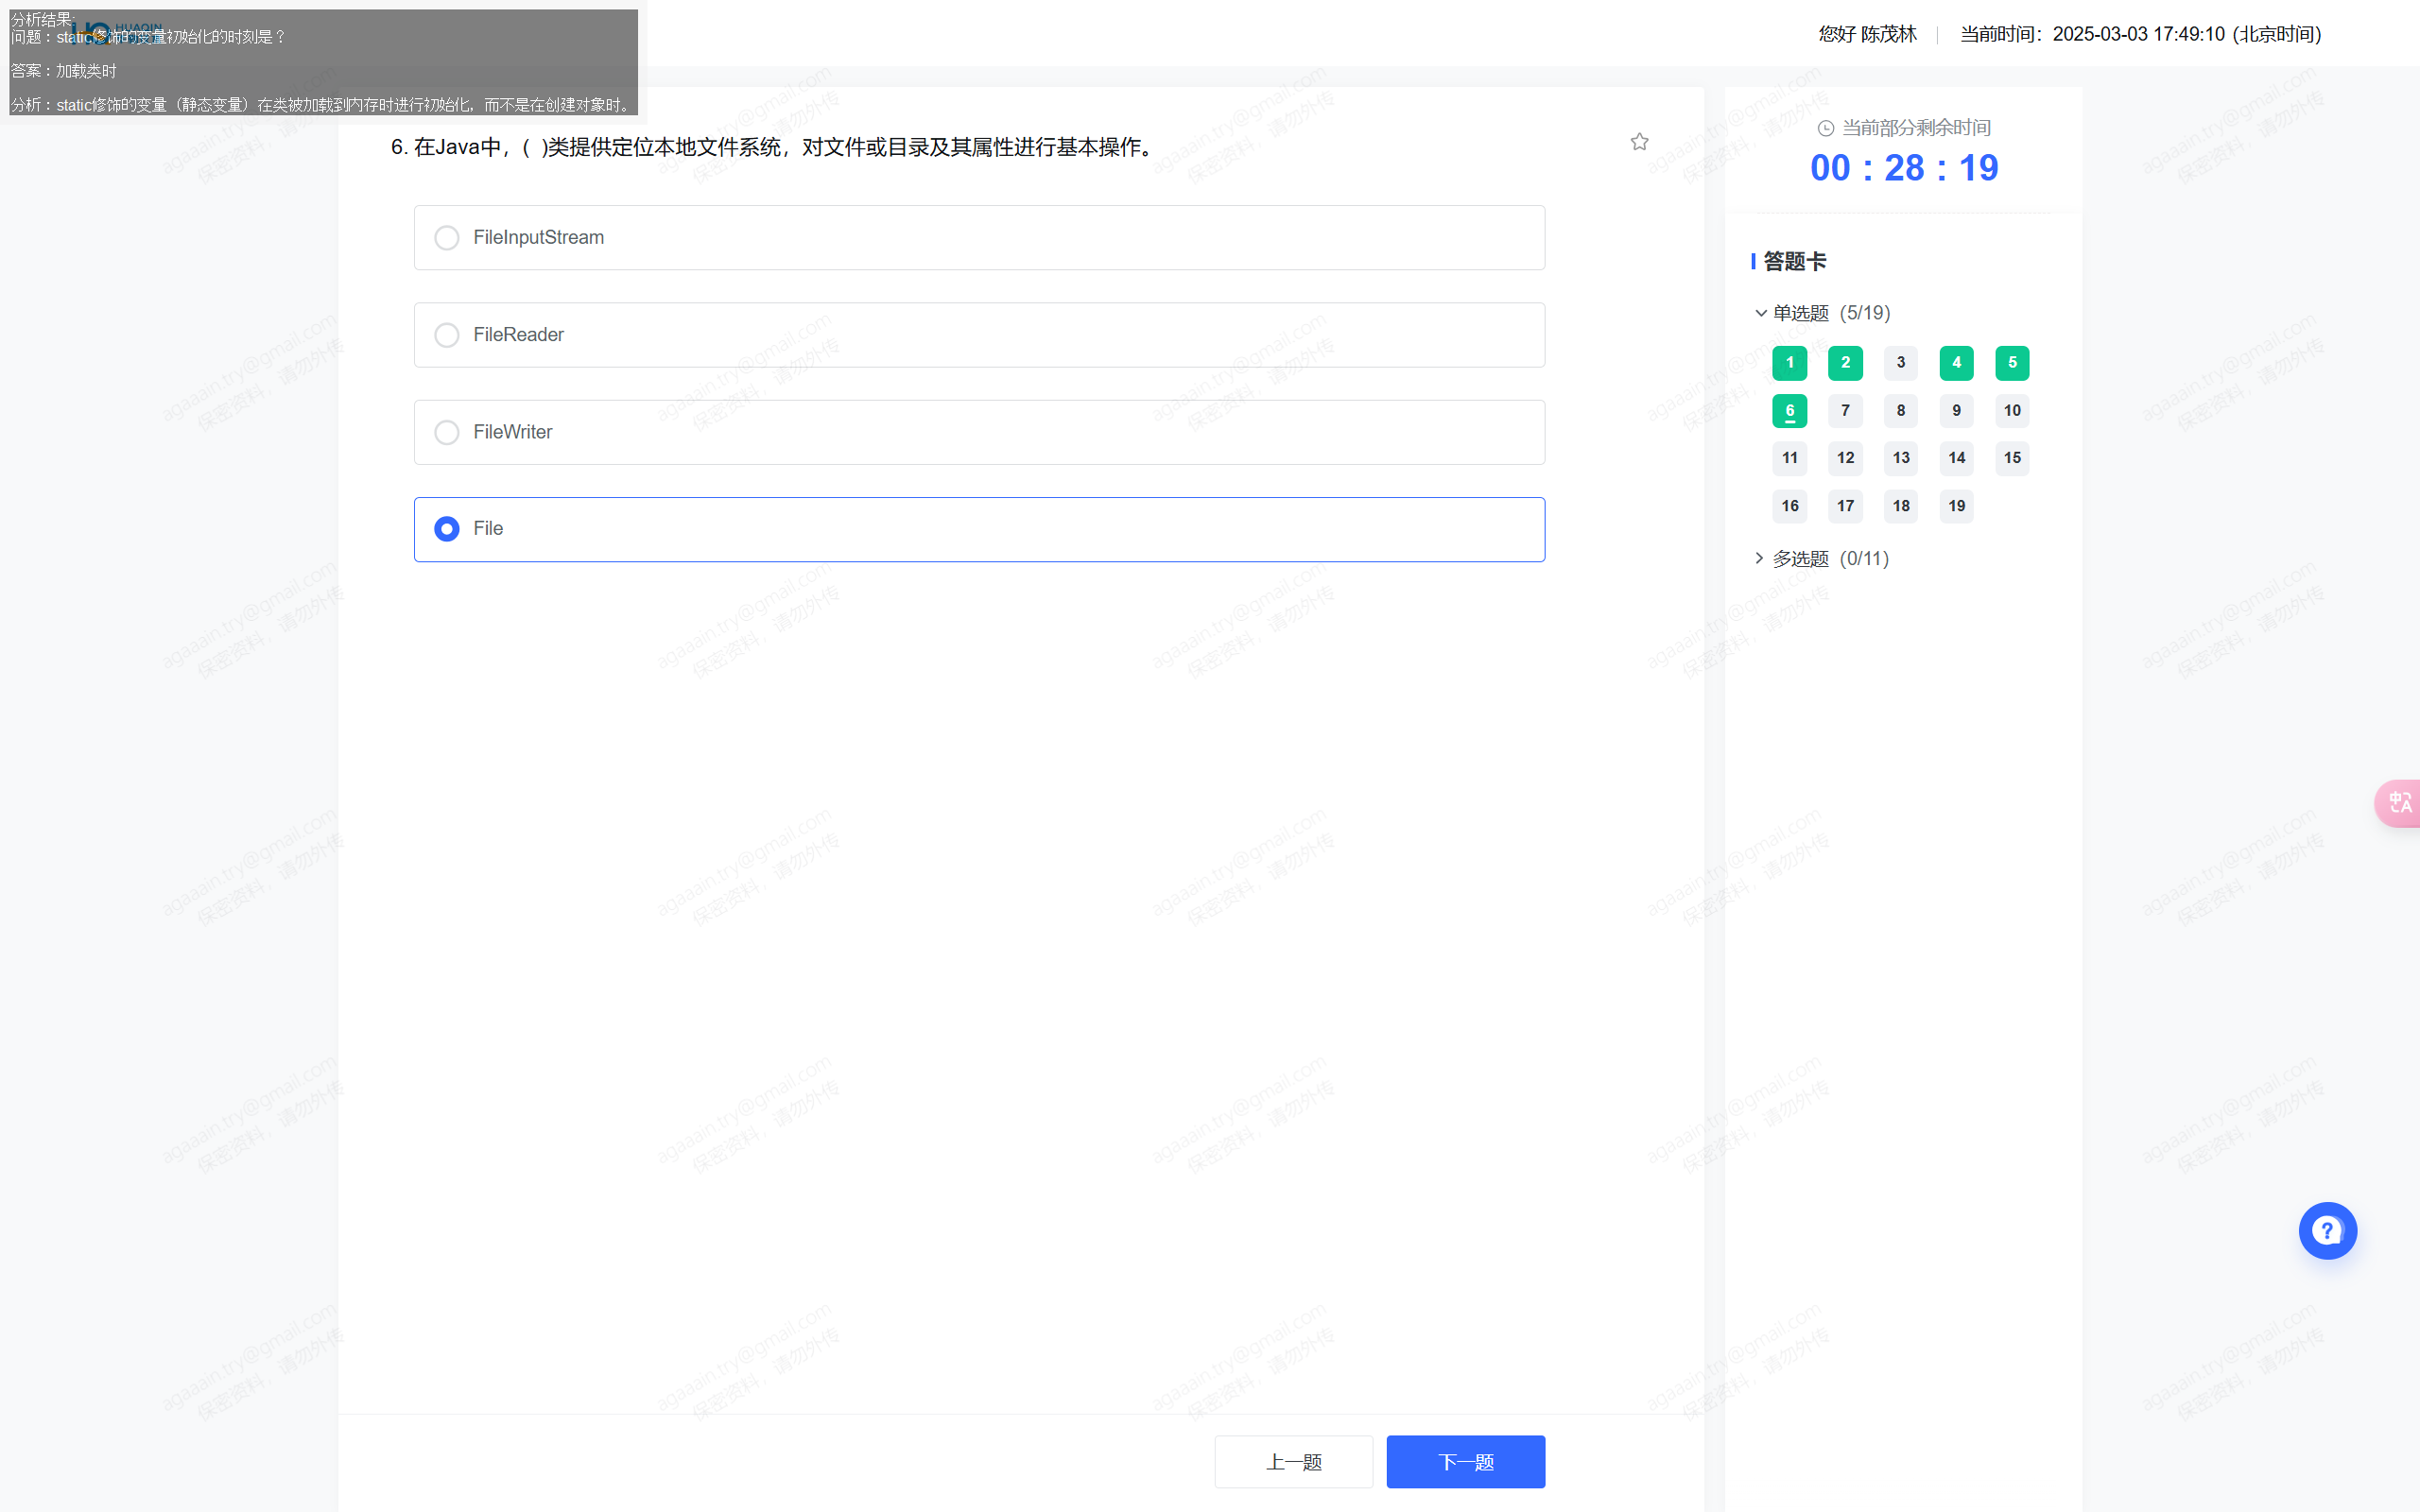 分析结果:
HUAQIN
问题：static修饰的变量初始化的时刻是？
答案：加载类时
分析：static修饰的变量（静态变量）在类被加载到内存时进行初始化，而不是在创建对象时。
您好 陈茂林
当前时间：2025-03-03 17:49:10 (北京时间)
6. 在Java中，( )类提供定位本地文件系统，对文件或目录及其属性进行基本操作。
FileInputStream
FileReader
FileWriter
File
上一题
下一题
当前部分剩余时间
00 : 28 : 19
答题卡
单选题 (5/19)
1 2 3 4 5
6 7 8 9 10
11 12 13 14 15
16 17 18 19
多选题 (0/11)
agaaain.try@gmail.com
保密资料，请勿外传